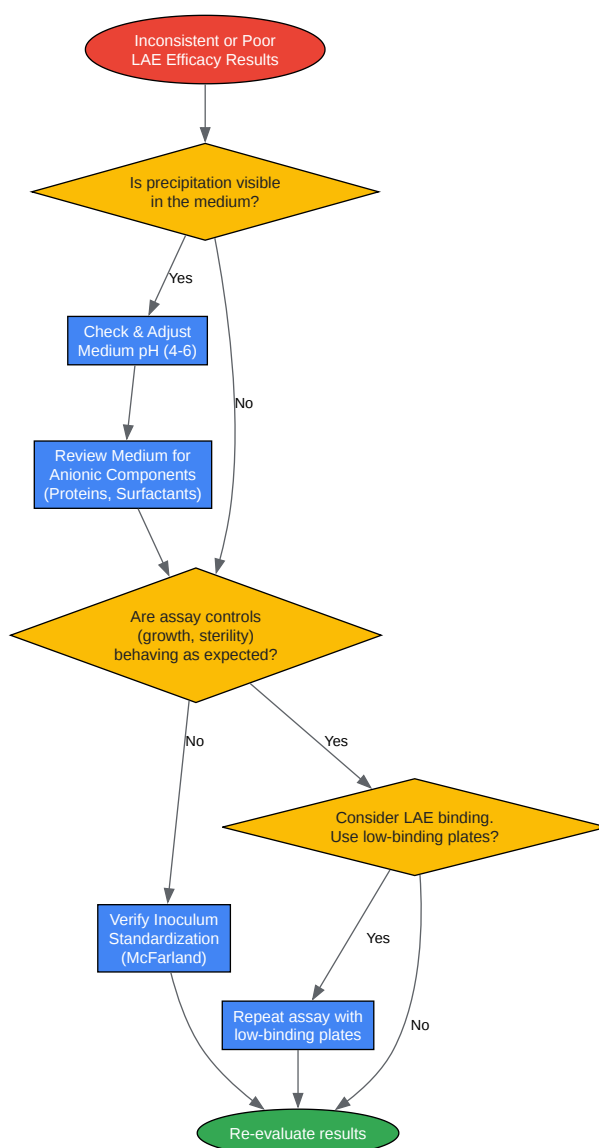 Inconsistent or Poor
LAE Efficacy Results
Is precipitation visible
in the medium?
Yes
Check & Adjust
Medium pH (4-6)
No
Review Medium for
Anionic Components
(Proteins, Surfactants)
Are assay controls
(growth, sterility)
behaving as expected?
No
Yes
Consider LAE binding.
Use low-binding plates?
Verify Inoculum
Standardization
(McFarland)
Yes
Repeat assay with
low-binding plates
No
Re-evaluate results